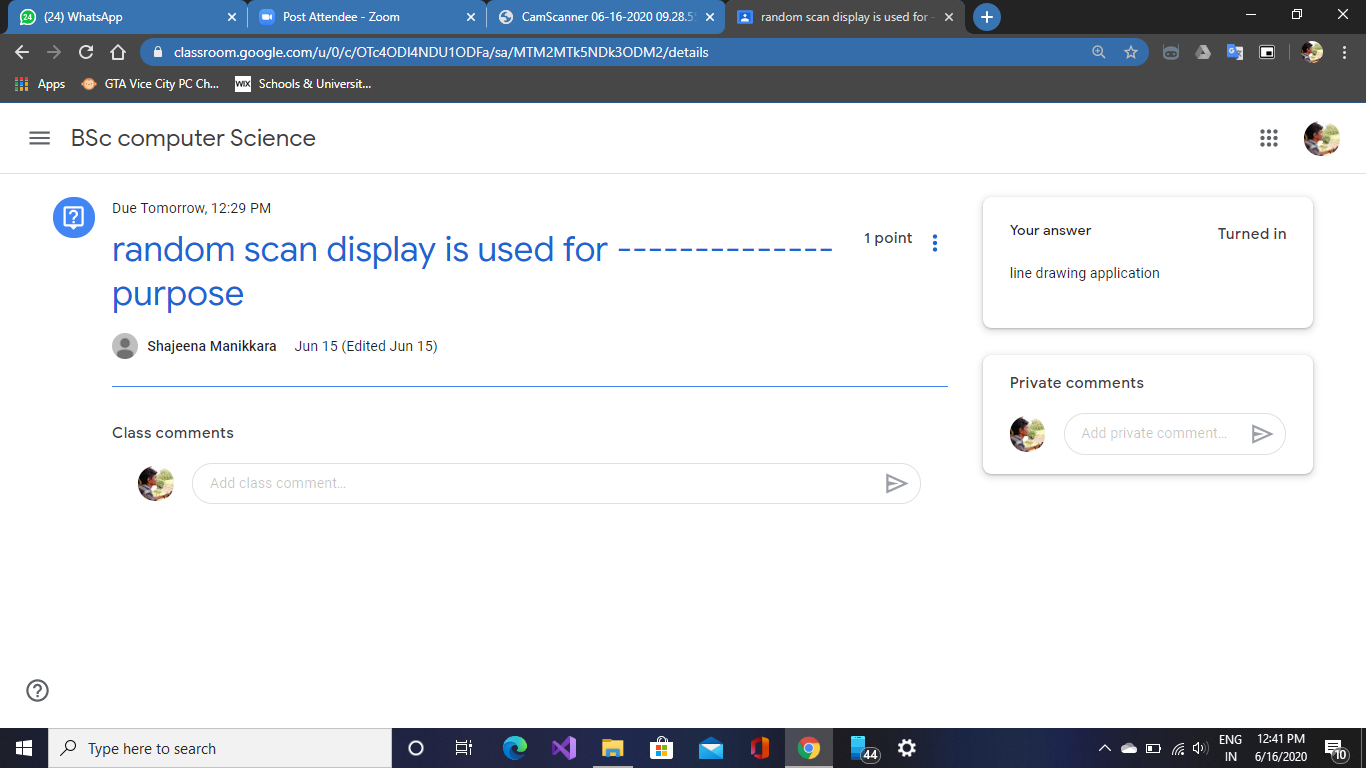 (24) WhatsApp
Post Attendee - Zoom
CamScanner 06-16-2020 09.28.5
random scan display is used for -
classroom.google.com/u/0/c/OTc4ODI4NDU1ODFa/sa/MTM2MTk5NDk3ODM2/details
Apps
GTA Vice City PC Ch...
WIX
Schools & Universit...
BSc computer Science
Due Tomorrow, 12:29 PM
random scan display is used for --------------
purpose
1 point
Shajeena Manikkara
Jun 15 (Edited Jun 15)
Class comments
Add class comment...
Your answer
Turned in
line drawing application
Private comments
Add private comment...
Type here to search
44
ENG
IN
12:41 PM
6/16/2020
10